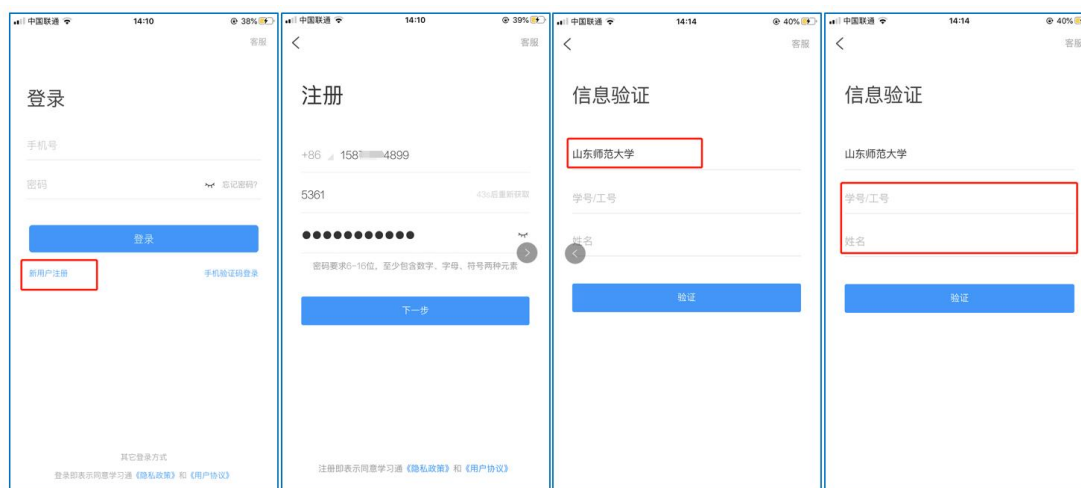 中国联通 14:10 38%
客服
登录
手机号
密码 忘记密码?
登录
新用户注册 手机验证码登录
其它登录方式
登录即表示同意学习通《隐私政策》和《用户协议》
中国联通 14:10 39%
客服
注册
+86 158 4899
5361 43s后重新获取
密码要求6-16位，至少包含数字、字母、符号两种元素
下一步
注册即表示同意学习通《隐私政策》和《用户协议》
中国联通 14:14 40%
客服
信息验证
山东师范大学
学号/工号
姓名
验证
中国联通 14:14 40%
客服
信息验证
山东师范大学
学号/工号
姓名
验证